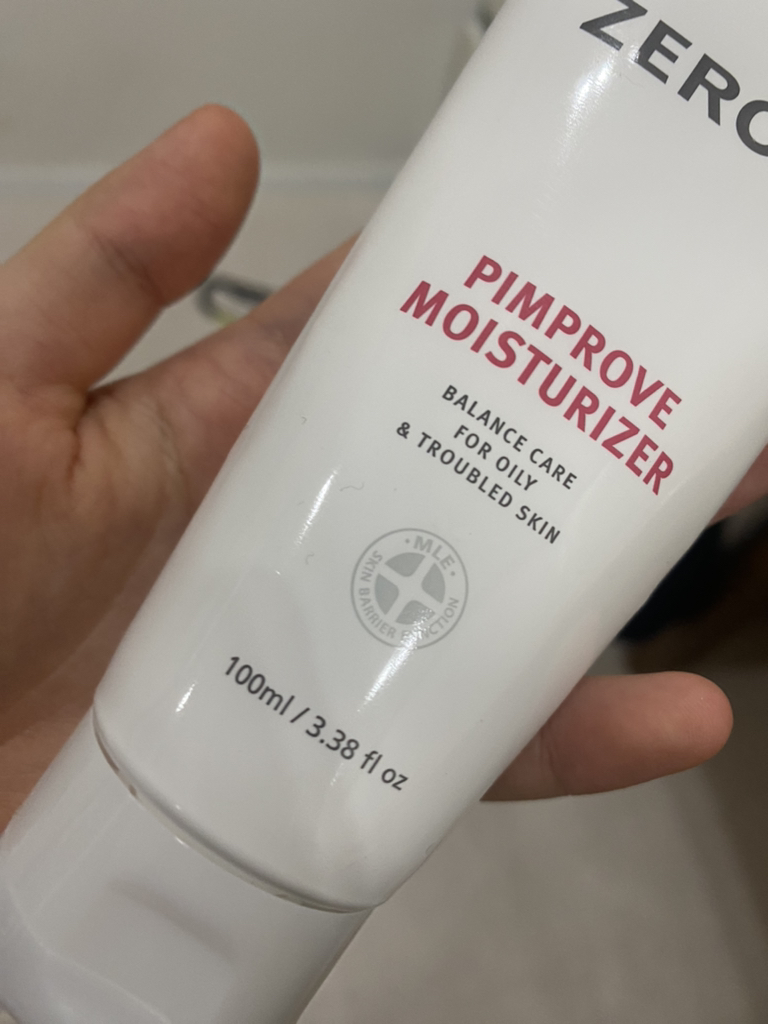 ZERO
PIMPROVE
MOISTURIZER
BALANCE CARE
FOR OILY
& TROUBLED SKIN
· MLE ·
SKIN BARRIER FUNCTION
100ml / 3.38 fl oz